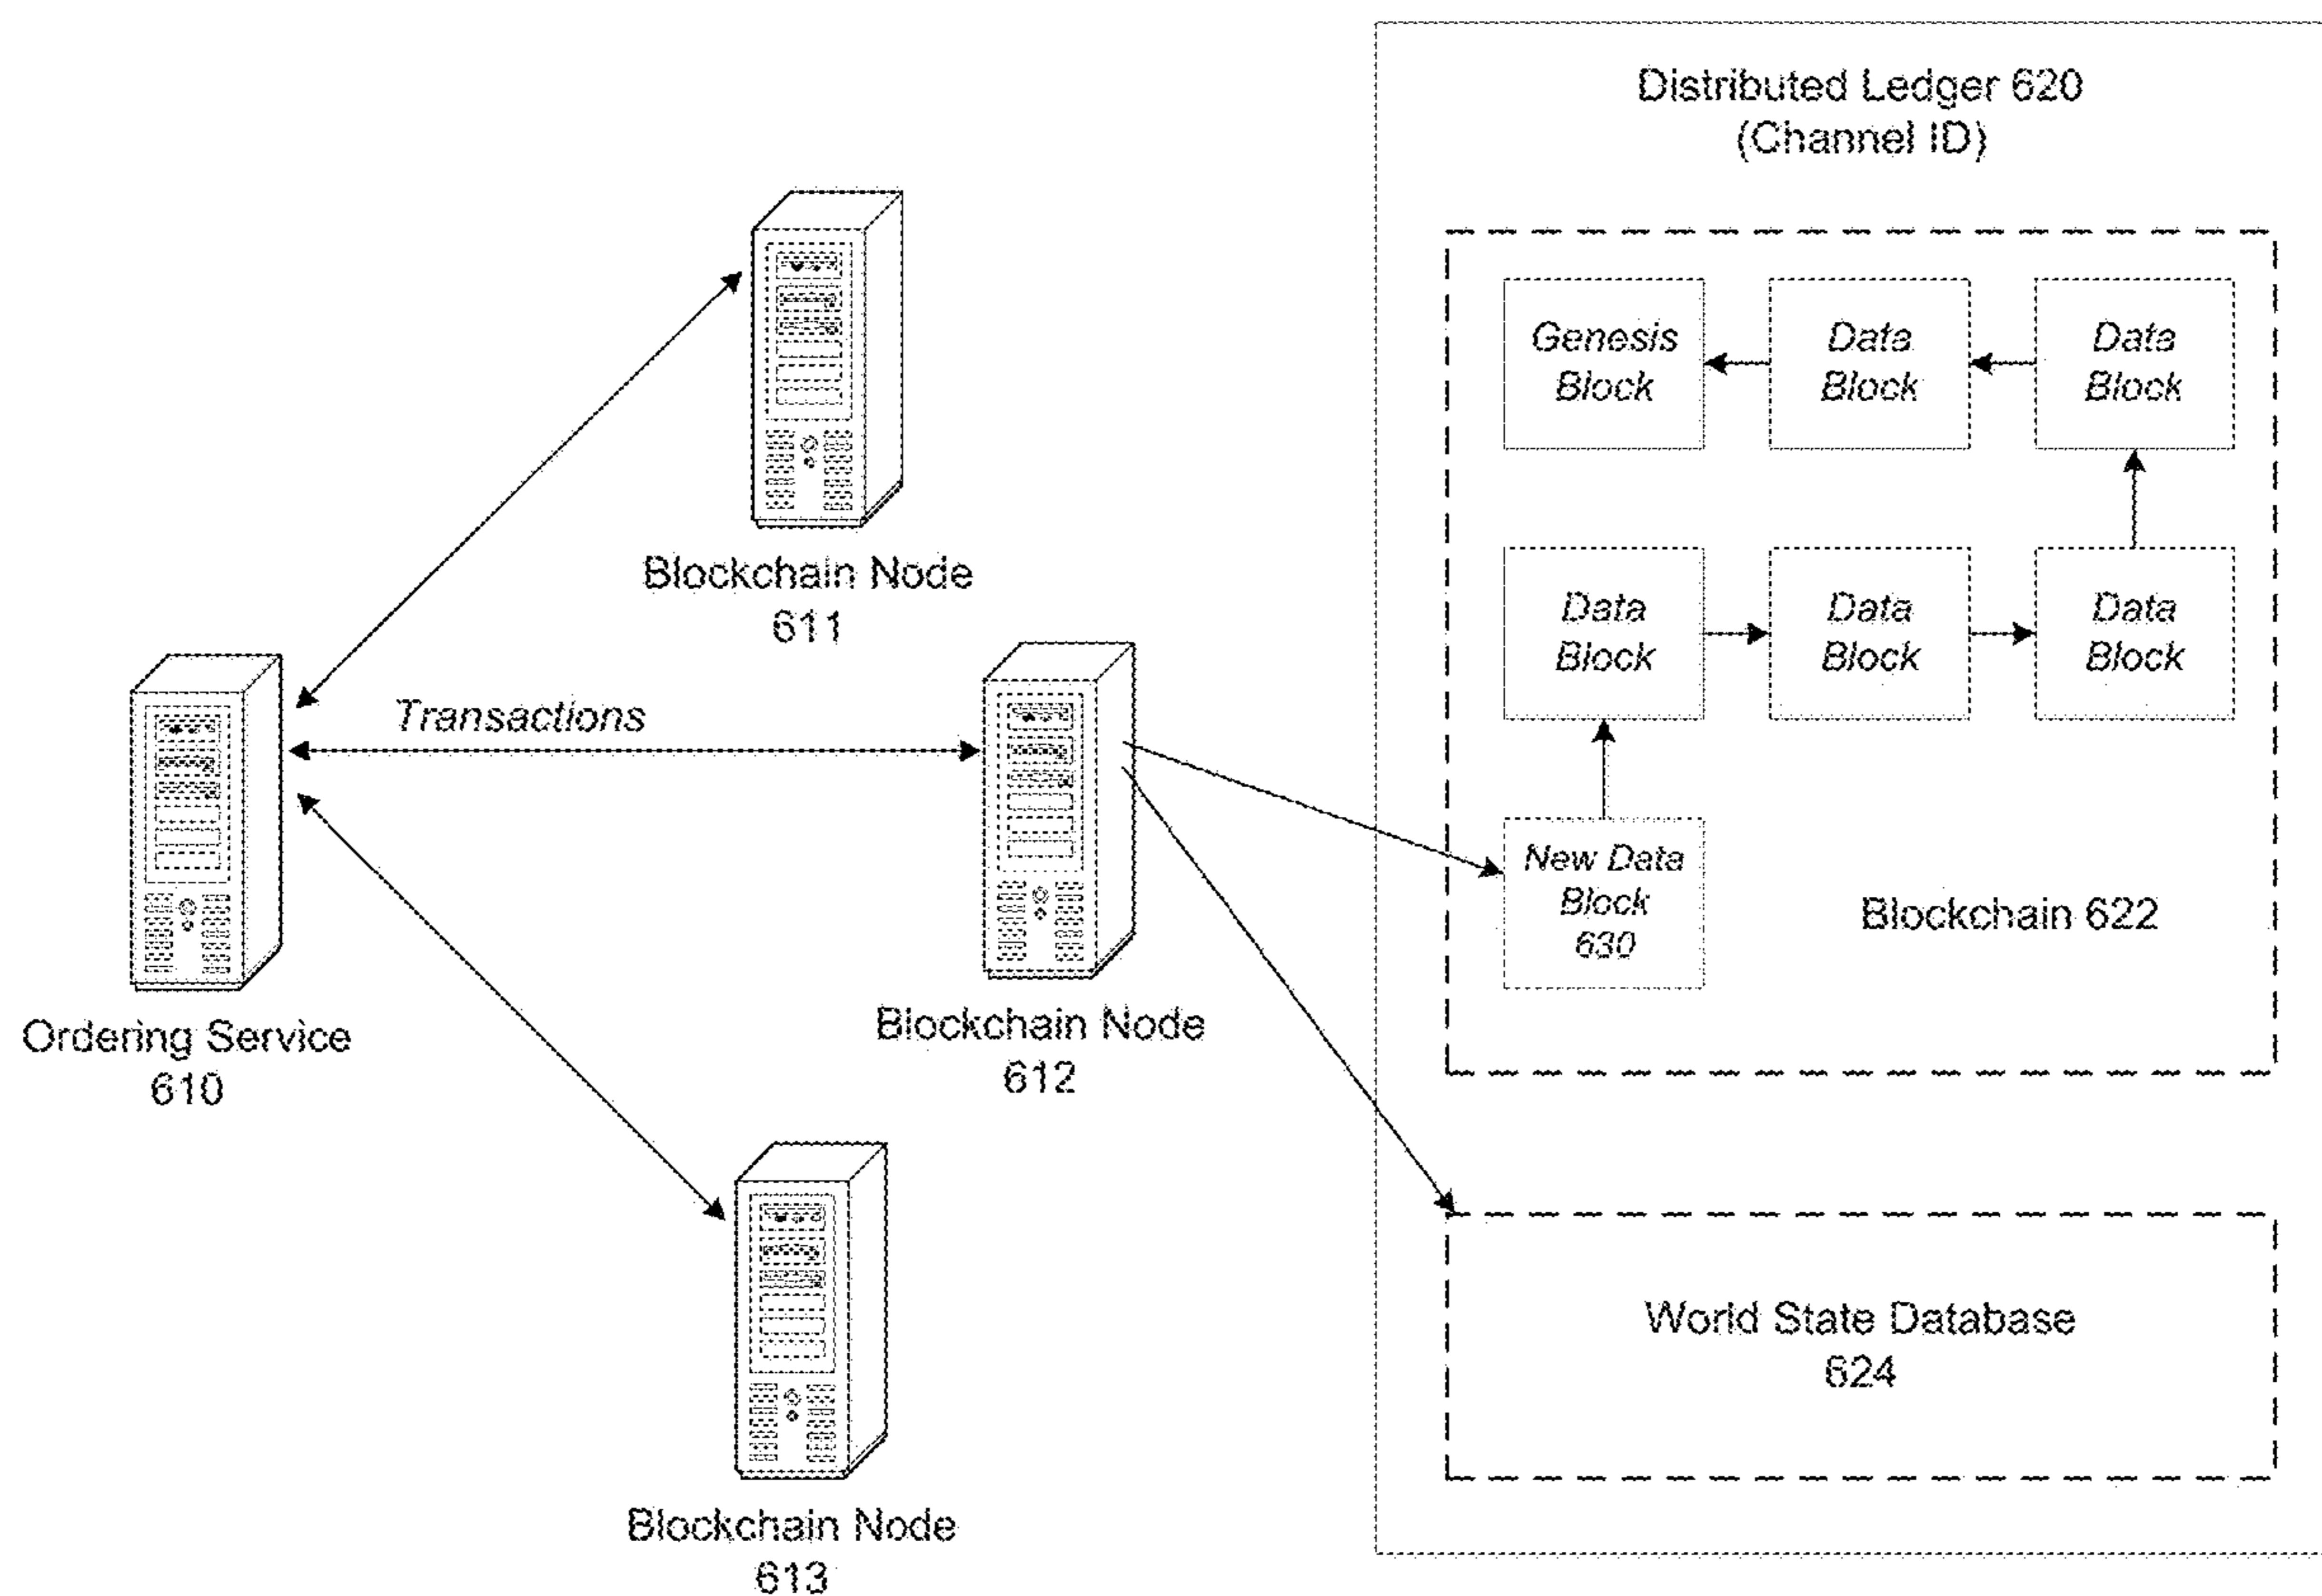 Distributed Ledger 620
(Channel ID)
Genesis
Block
Data
Block
Data
Block
Blockchain Node
611
Data
Block
Data
Block
Data
Block
Transactions
New Data
Block
630
Blockchain 622
Ordering Service
610
Blockchain Node
612
World State Database
624
Blockchain Node
613